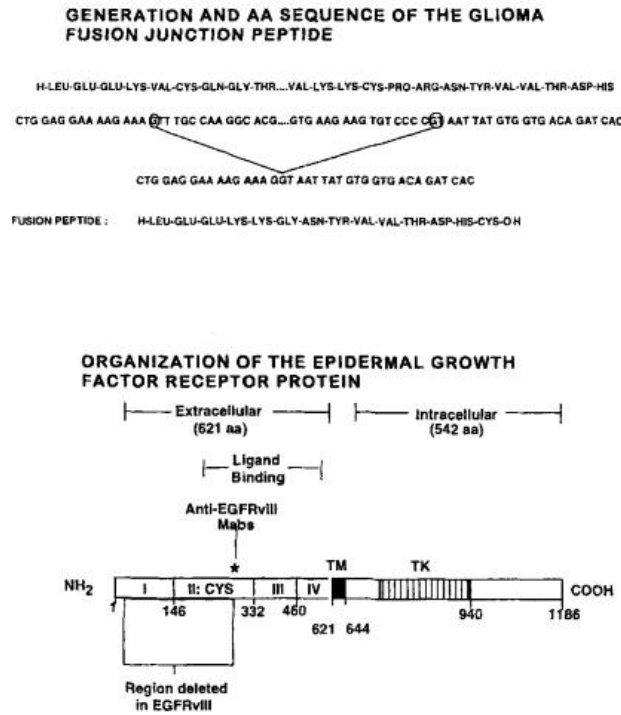 GENERATION AND AA SEQUENCE OF THE GLIOMA
FUSION JUNCTION PEPTIDE
H-LEU-GLU-GLU-LYS-VAL-CYS-GLN-GLY-THR....VAL-LYS-LYS-CYS-PRO-ARG-ASN-TYR-VAL-VAL-THR-ASP-HIS
CTG GAG GAA AAG AAA GTT TGC CAA GGC ACG....GTG AAG AAG TGT CCC CGT AAT TAT GTG GTG ACA GAT CAC
CTG GAG GAA AAG AAA GGT AAT TAT GTG GTG ACA GAT CAC
FUSION PEPTIDE : H-LEU-GLU-GLU-LYS-LYS-GLY-ASN-TYR-VAL-VAL-THR-ASP-HIS-CYS-OH
ORGANIZATION OF THE EPIDERMAL GROWTH
FACTOR RECEPTOR PROTEIN
Extracellular
(621 aa)
Intracellular
(542 aa)
Ligand
Binding
Anti-EGFRvIII
Mabs
*
TM
TK
NH2
I
II: CYS
III
IV
COOH
1
146
332
460
621
644
940
1186
Region deleted
in EGFRvIII